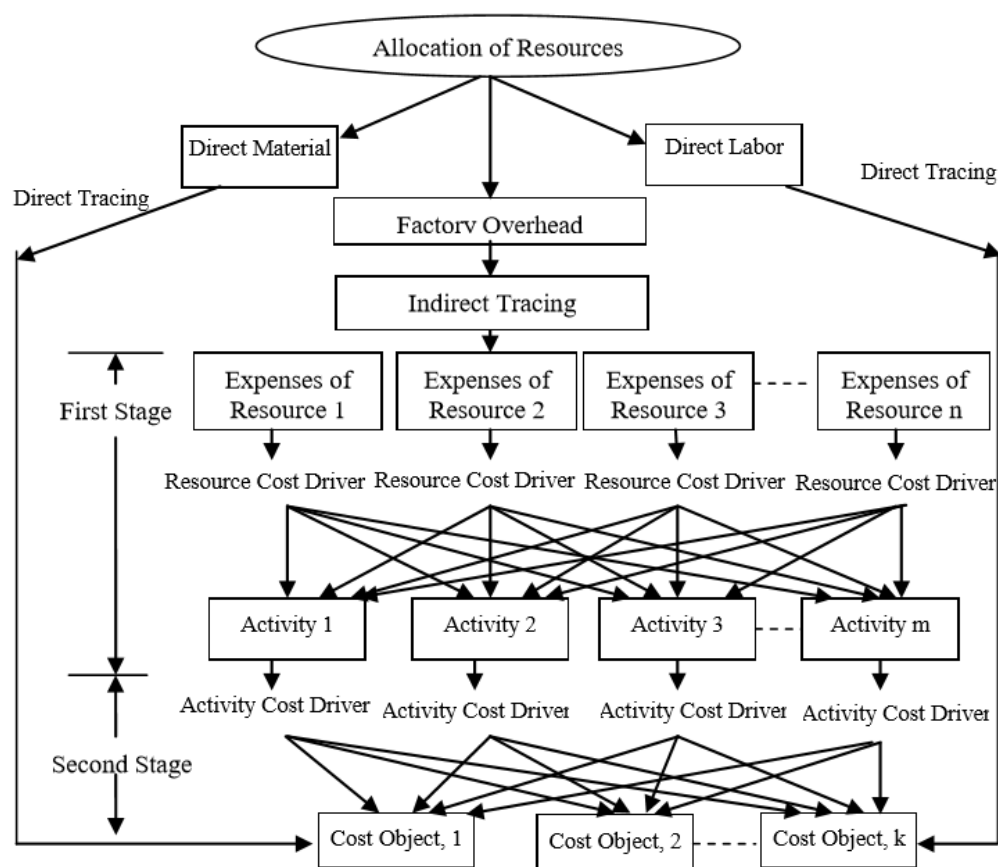 Allocation of Resources
Direct Material
Direct Labor
Direct Tracing
Direct Tracing
Factorv Overhead
Indirect Tracing
First Stage
Expenses of
Resource 1
Expenses of
Resource 2
Expenses of
Resource 3
Expenses of
Resource n
Resource Cost Driver
Resource Cost Driver
Resource Cost Driver
Resource Cost Driver
Activity 1
Activity 2
Activity 3
Activity m
Second Stage
Activity Cost Driver
Activity Cost Driver
Activity Cost Driver
Activity Cost Driver
Cost Object, 1
Cost Object, 2
Cost Object, k